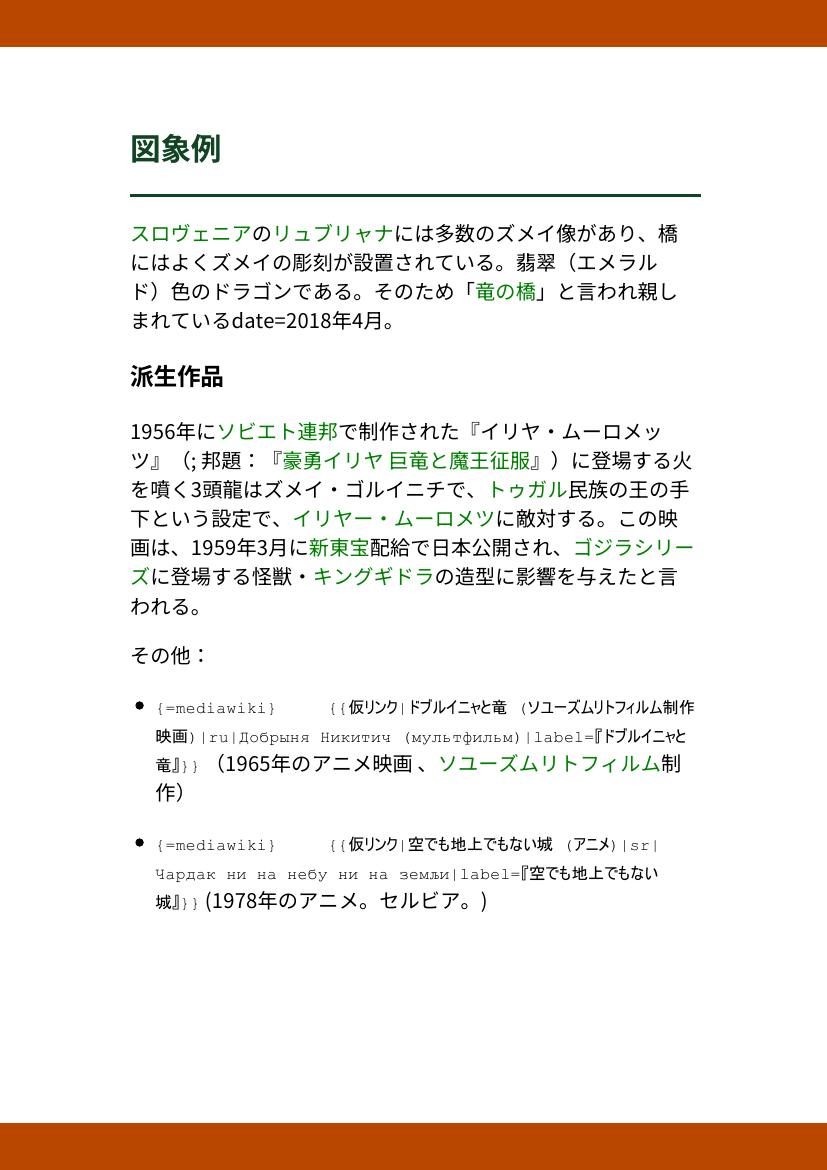 図象例
スロヴェニアのリュブリャナには多数のズメイ像があり、橋
にはよくズメイの彫刻が設置されている。翡翠（エメラル
ド）色のドラゴンである。そのため「竜の橋」と言われ親し
まれているdate=2018年4月。
派生作品
1956年にソビエト連邦で制作された『イリヤ・ムーロメッ
ツ』（; 邦題：『豪勇イリヤ 巨竜と魔王征服』）に登場する火
を噴く3頭龍はズメイ・ゴルイニチで、トゥガル民族の王の手
下という設定で、イリヤー・ムーロメツに敵対する。この映
画は、1959年3月に新東宝配給で日本公開され、ゴジラシリー
ズに登場する怪獣・キングギドラの造型に影響を与えたと言
われる。
その他：
● {=mediawiki} {{仮リンク|ドブルイニャと竜 (ソユーズムリトフィルム制作
映画)|ru|Добрыня Никитич (мультфильм)|label=『ドブルイニャと
竜』}} （1965年のアニメ映画 、ソユーズムリトフィルム制
作）
● {=mediawiki} {{仮リンク|空でも地上でもない城 (アニメ)|sr|
Чардак ни на небу ни на земљи|label=『空でも地上でもない
城』}} (1978年のアニメ。セルビア。)